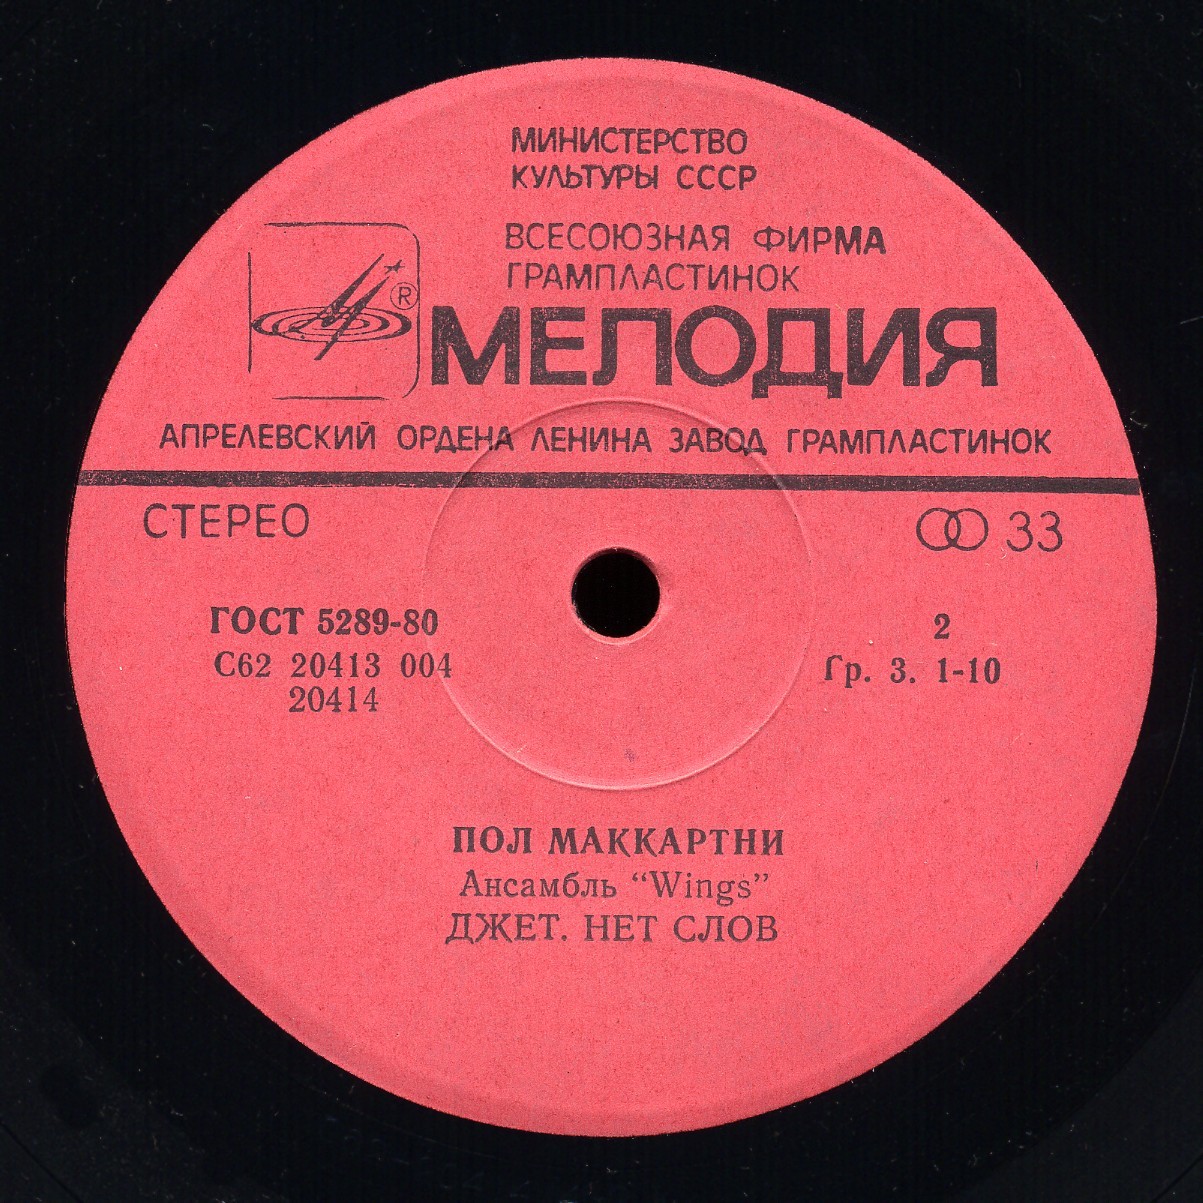 МИНИСТЕРСТВО
КУЛЬТУРЫ СССР
ВСЕСОЮЗНАЯ ФИРМА
ГРАМПЛАСТИНОК
® МЕЛОДИЯ
АПРЕЛЕВСКИЙ ОРДЕНА ЛЕНИНА ЗАВОД ГРАМПЛАСТИНОК
СТЕРЕО 33
ГОСТ 5289-80 2
С62 20413 004 Гр. 3. 1-10
20414
ПОЛ МАККАРТНИ
Ансамбль “Wings”
ДЖЕТ. НЕТ СЛОВ